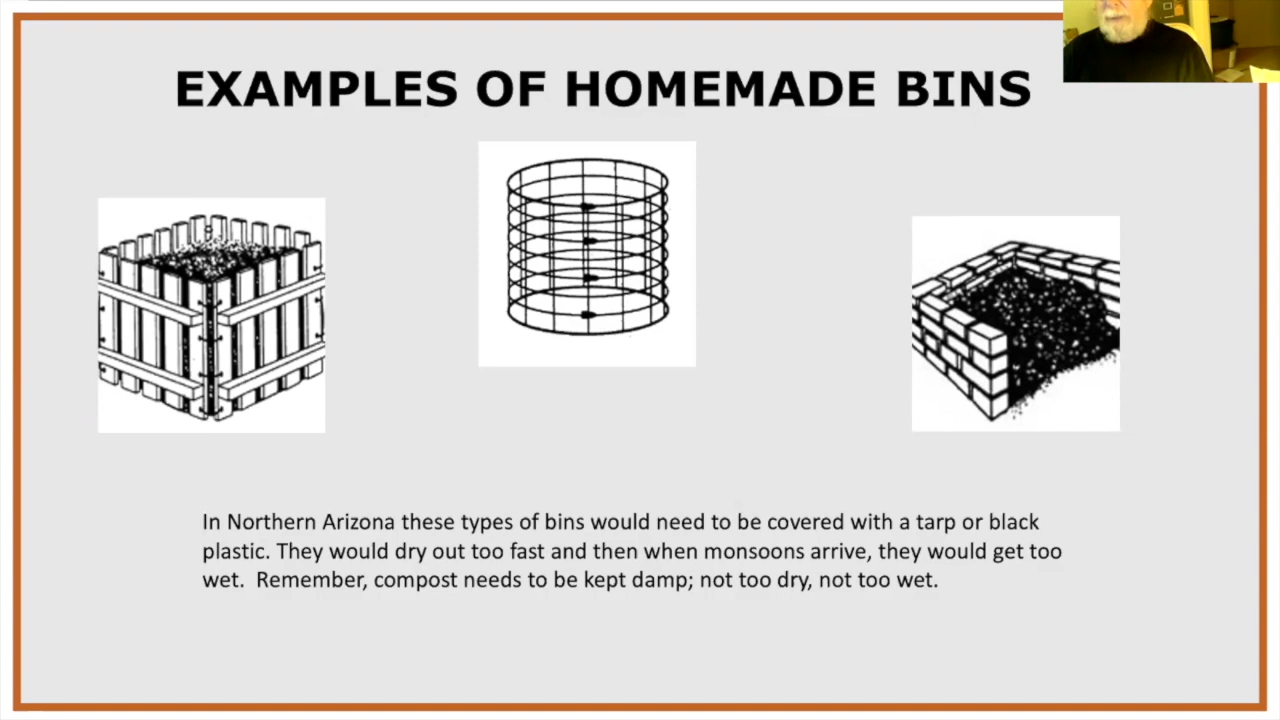 EXAMPLES OF HOMEMADE BINS
In Northern Arizona these types of bins would need to be covered with a tarp or black
plastic. They would dry out too fast and then when monsoons arrive, they would get too
wet.  Remember, compost needs to be kept damp; not too dry, not too wet.